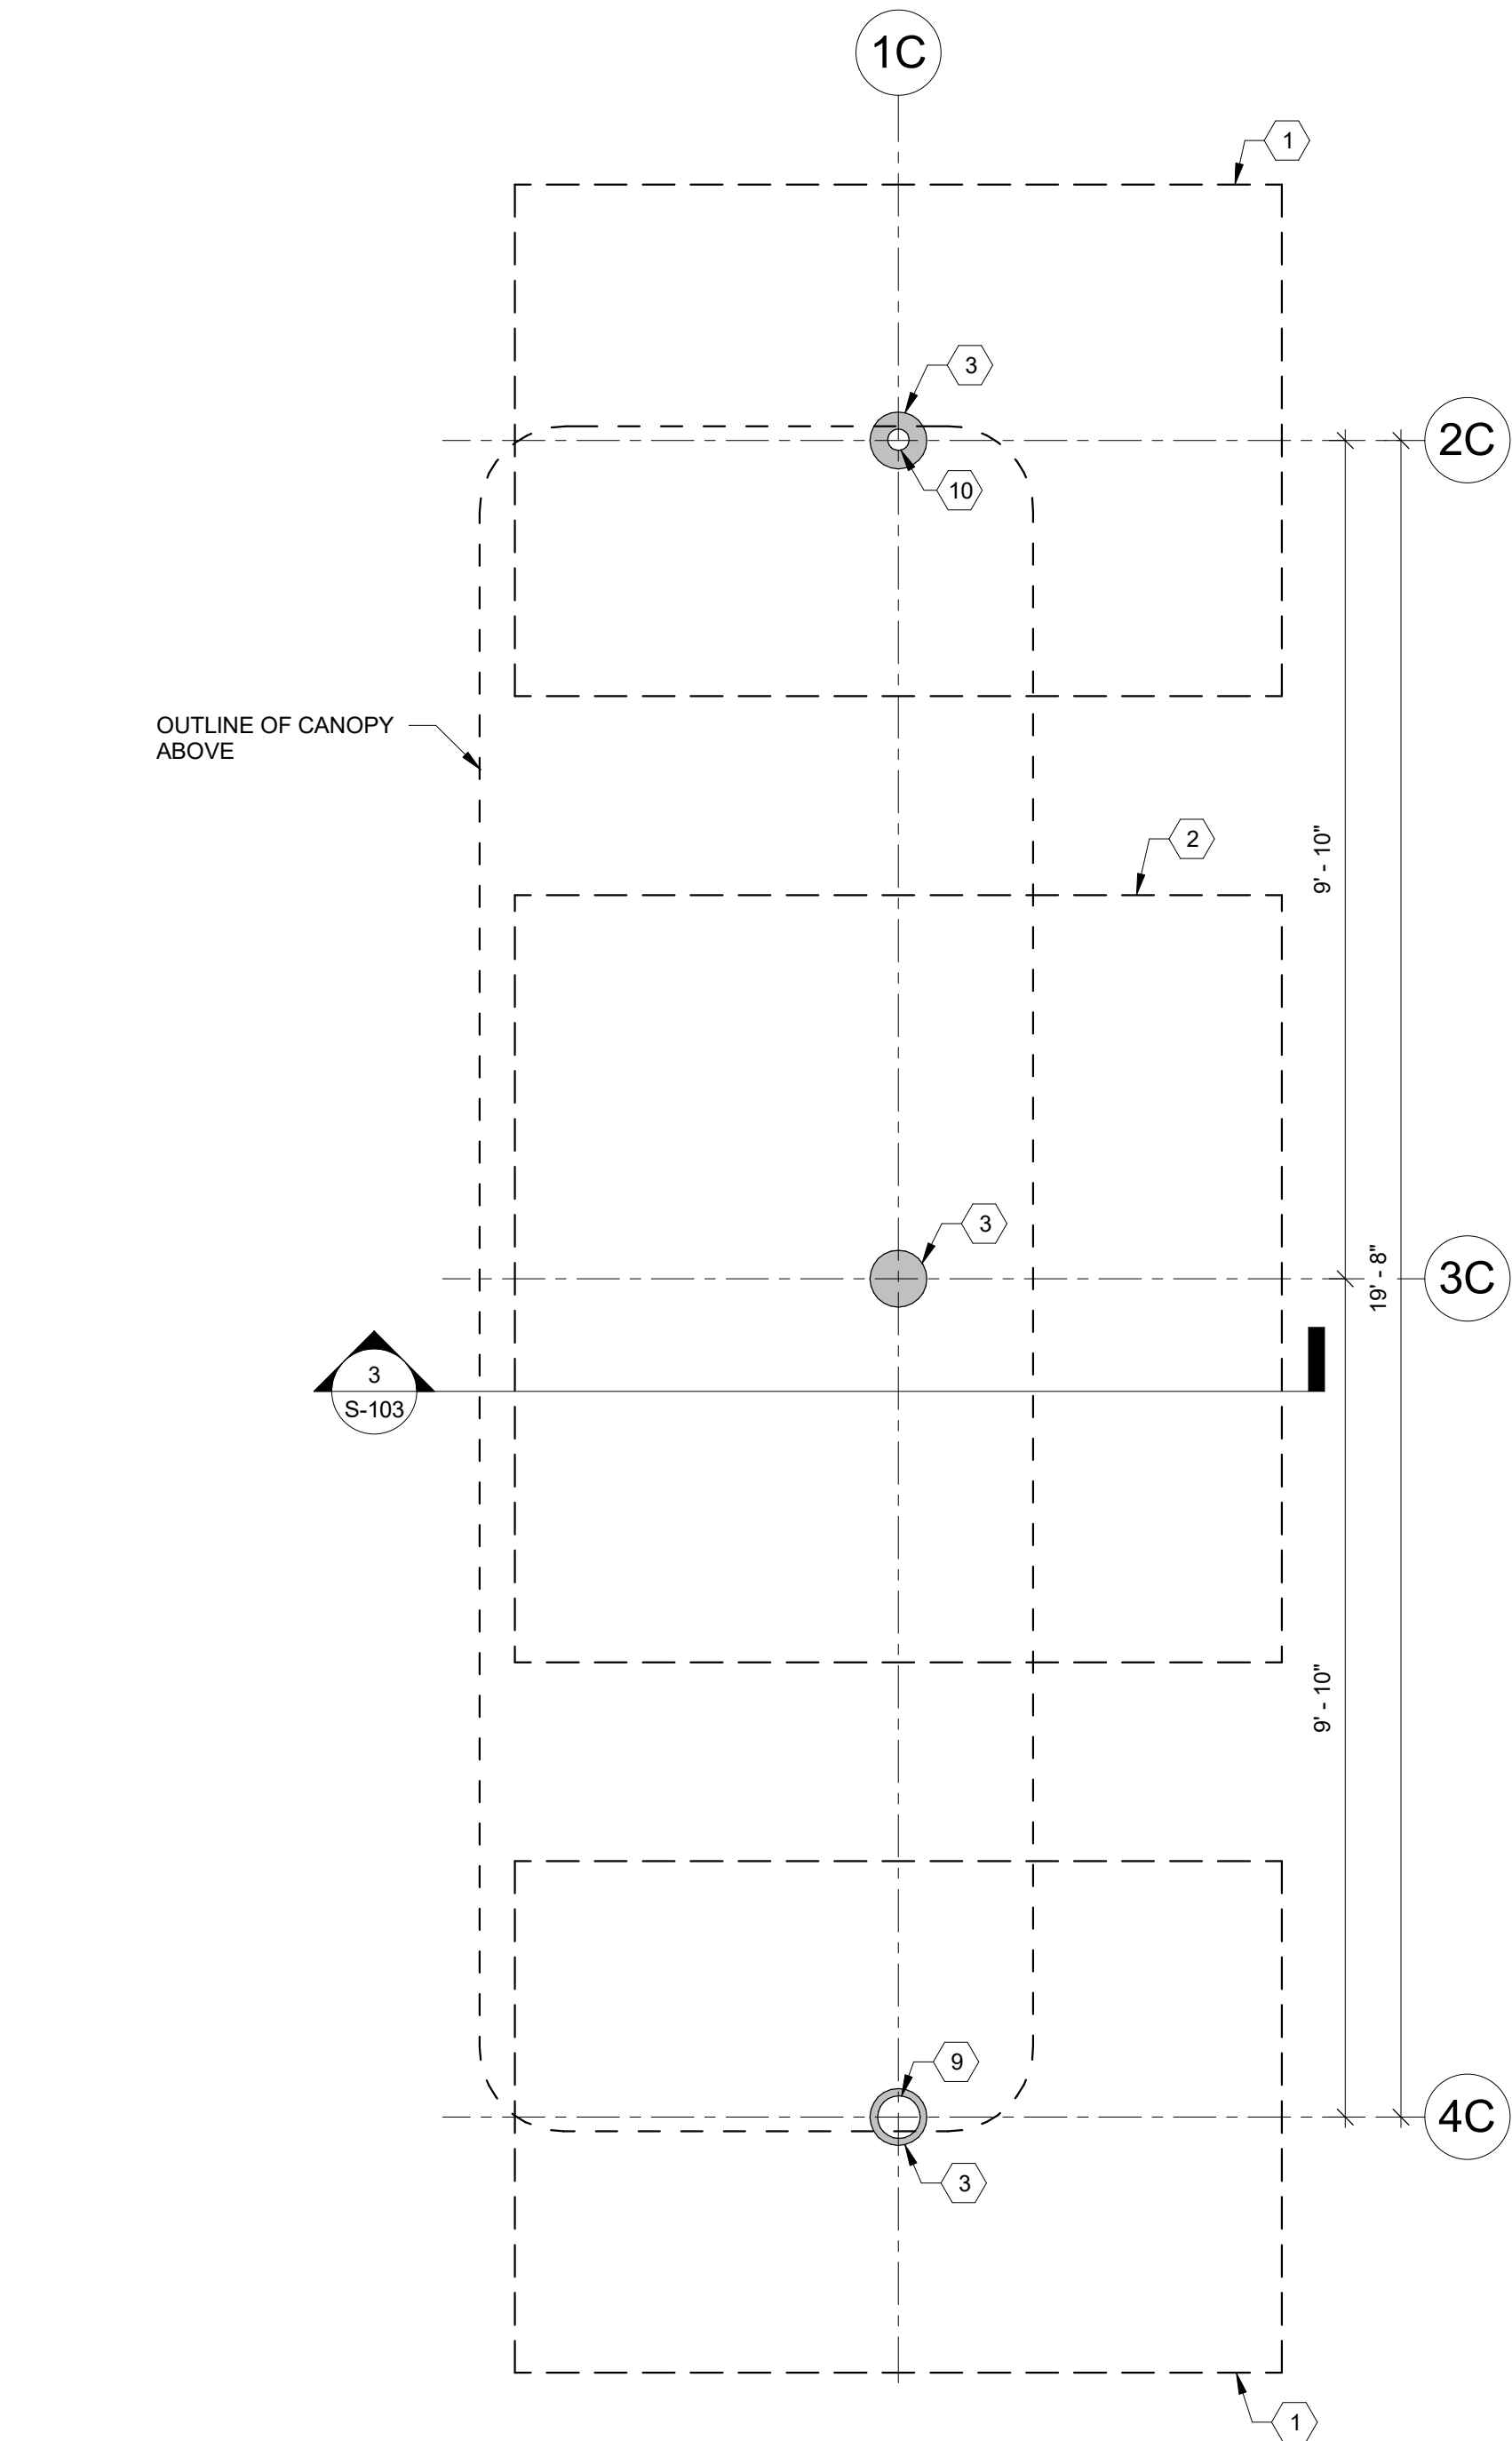 1C
1
3
2C
10
OUTLINE OF CANOPY
ABOVE
2
9' - 10"
3
3C
19' - 8"
3
S-103
9' - 10"
9
4C
3
1